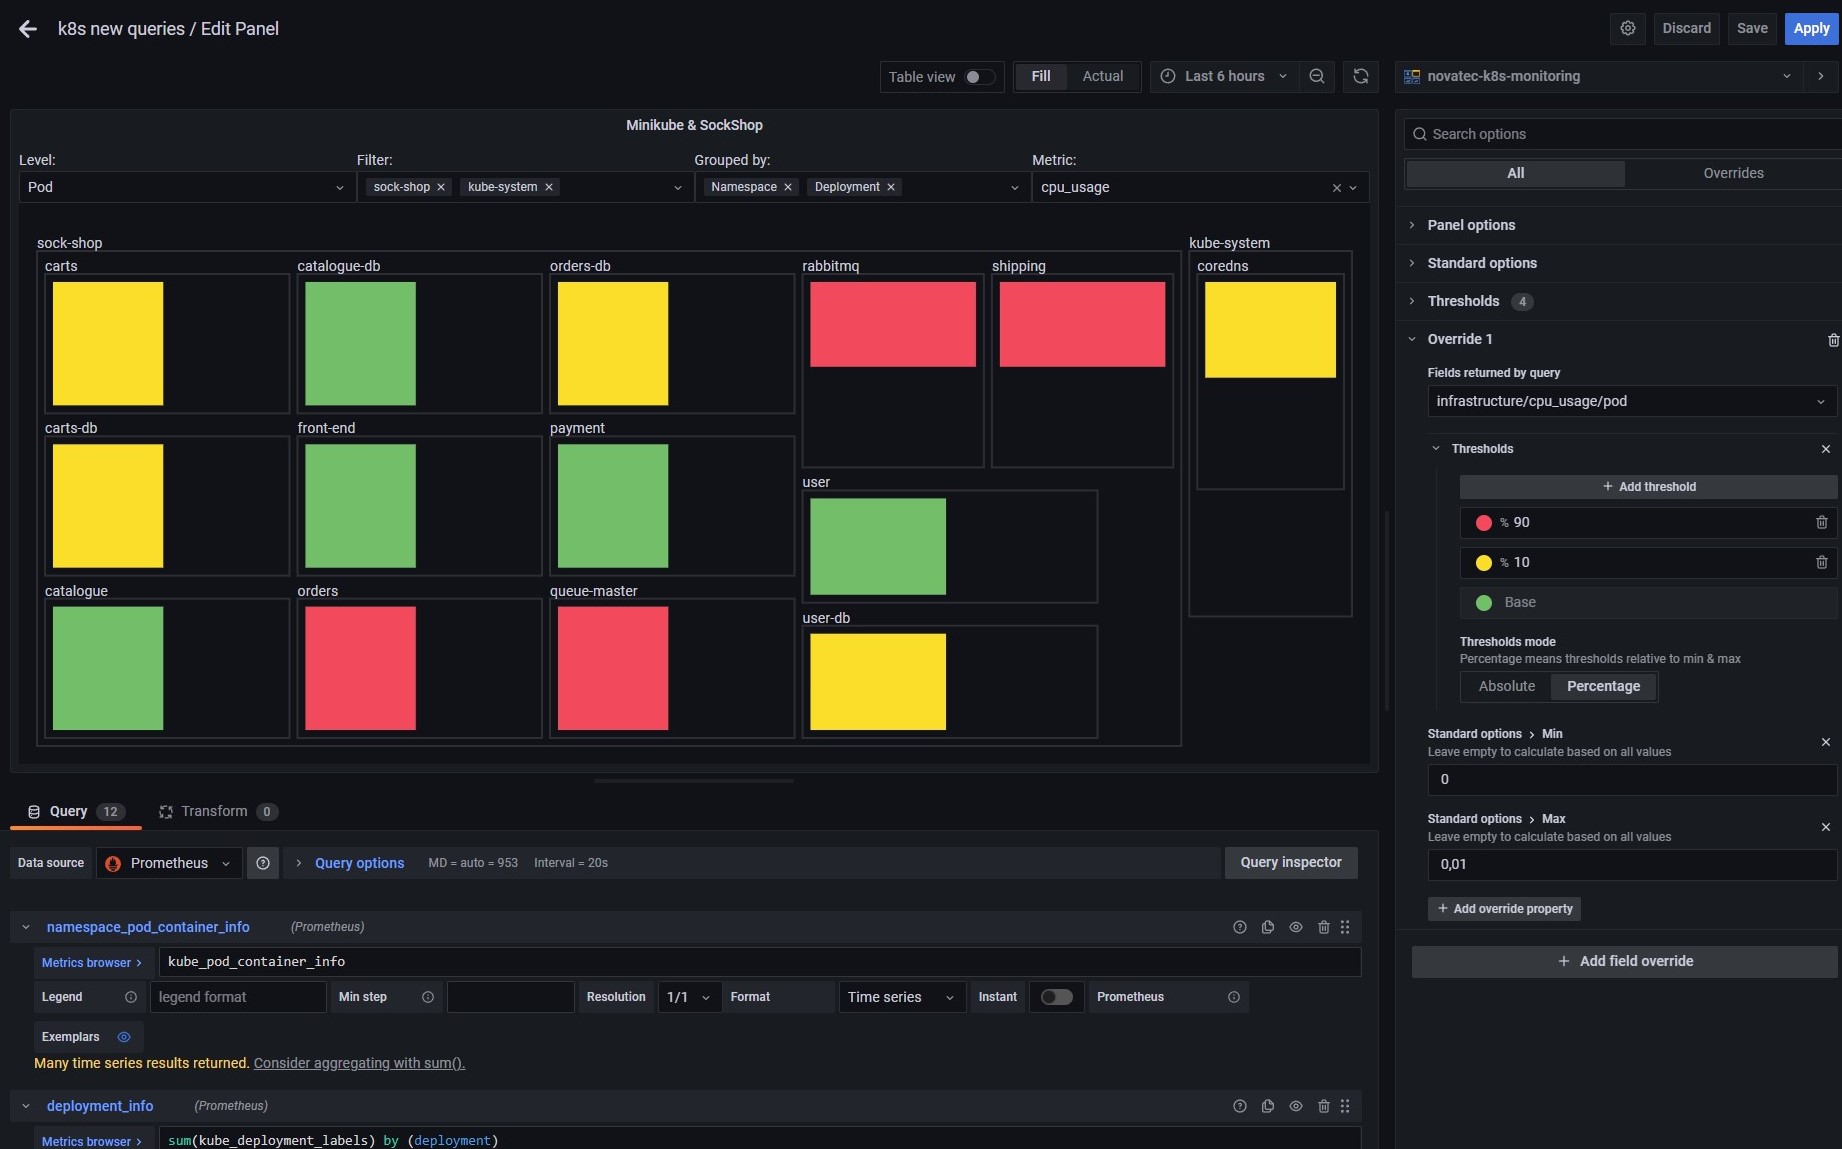 k8s new queries / Edit Panel
Discard
Save
Apply
Table view
Fill
Actual
Last 6 hours
novatec-k8s-monitoring
Minikube & SockShop
Level:
Filter:
Grouped by:
Metric:
Pod
sock-shop
kube-system
Namespace
Deployment
cpu_usage
sock-shop
kube-system
carts
catalogue-db
orders-db
rabbitmq
shipping
coredns
carts-db
front-end
payment
user
catalogue
orders
queue-master
user-db
Search options
All
Overrides
Panel options
Standard options
Thresholds 4
Override 1
Fields returned by query
infrastructure/cpu_usage/pod
Thresholds
+ Add threshold
% 90
% 10
Base
Thresholds mode
Percentage means thresholds relative to min & max
Absolute
Percentage
Standard options > Min
Leave empty to calculate based on all values
0
Standard options > Max
Leave empty to calculate based on all values
0,01
+ Add override property
+ Add field override
Query 12
Transform 0
Data source
Prometheus
Query options
MD = auto = 953
Interval = 20s
Query inspector
namespace_pod_container_info
(Prometheus)
Metrics browser >
kube_pod_container_info
Legend
legend format
Min step
Resolution
1/1
Format
Time series
Instant
Prometheus
Exemplars
Many time series results returned. Consider aggregating with sum().
deployment_info
(Prometheus)
Metrics browser >
sum(kube_deployment_labels) by (deployment)